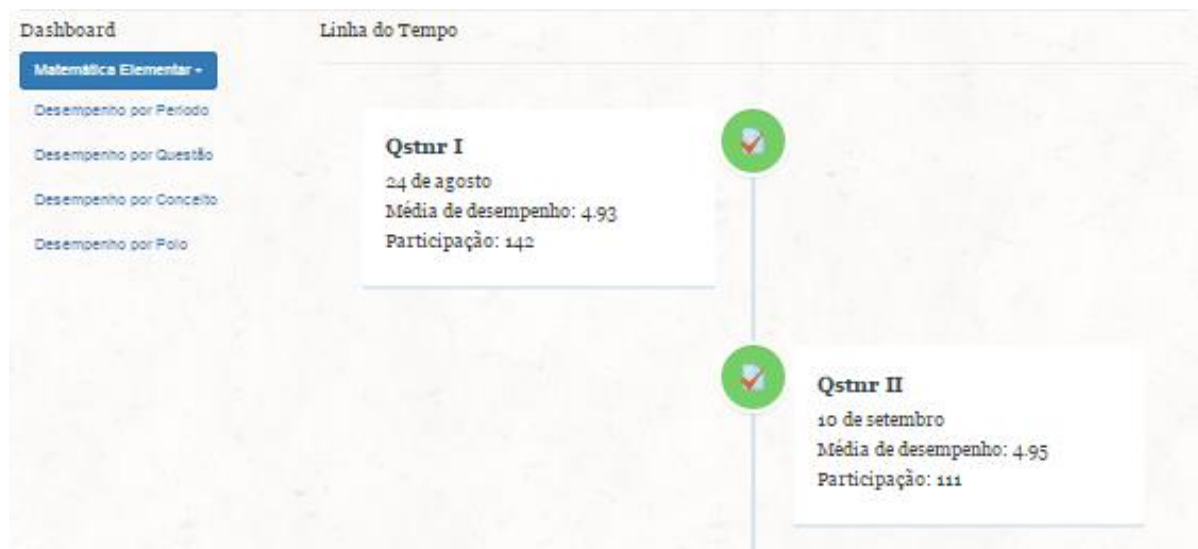 Dashboard
Matemática Elementar
Desempenho por Período
Desempenho por Questão
Desempenho por Conceito
Desempenho por Polo
Linha do Tempo
Qstnr I
24 de agosto
Média de desempenho: 4.93
Participação: 142
Qstnr II
10 de setembro
Média de desempenho: 4.95
Participação: 111